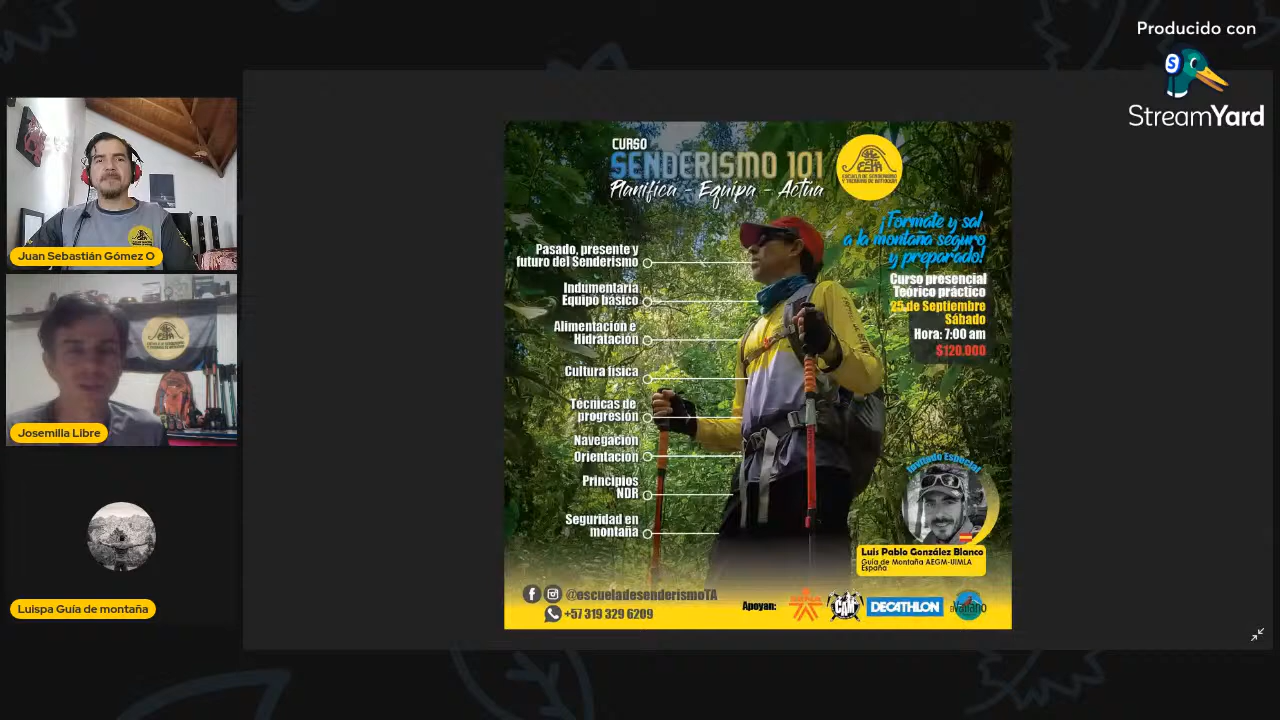 Producido con
StreamYard
Juan Sebastián Gómez O
Josemilla Libre
Luispa Guía de montaña
CURSO
SENDERISMO 101
Planifica - Equipa - Actúa
¡Fórmate y sal
a la montaña seguro
y preparado!
Curso presencial
Teórico práctico
25 de Septiembre
Sábado
Hora: 7:00 am
$120.000
Pasado, presente y
futuro del Senderismo
Indumentaria
Equipo básico
Alimentación e
Hidratación
Cultura física
Técnicas de
progresión
Navegación
Orientación
Principios
NDR
Seguridad en
montaña
Invitado Especial
Luis Pablo González Blanco
Guía de Montaña AEGM-UIMLA
España
@escueladesenderismoTA
+57 319 329 6209
Apoyan:
CAM
DECATHLON